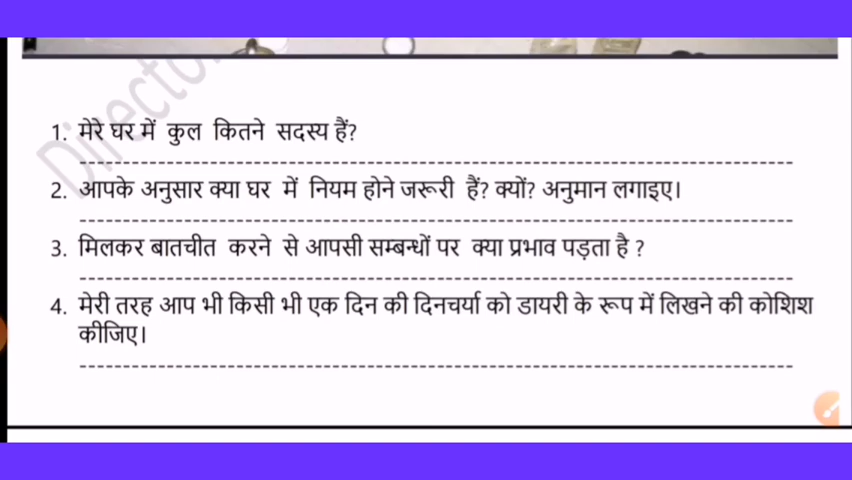 Director
1. मेरे घर में कुल कितने सदस्य हैं?
2. आपके अनुसार क्या घर में नियम होने जरूरी हैं? क्यों? अनुमान लगाइए।
3. मिलकर बातचीत करने से आपसी सम्बन्धों पर क्या प्रभाव पड़ता है ?
4. मेरी तरह आप भी किसी भी एक दिन की दिनचर्या को डायरी के रूप में लिखने की कोशिश
कीजिए।